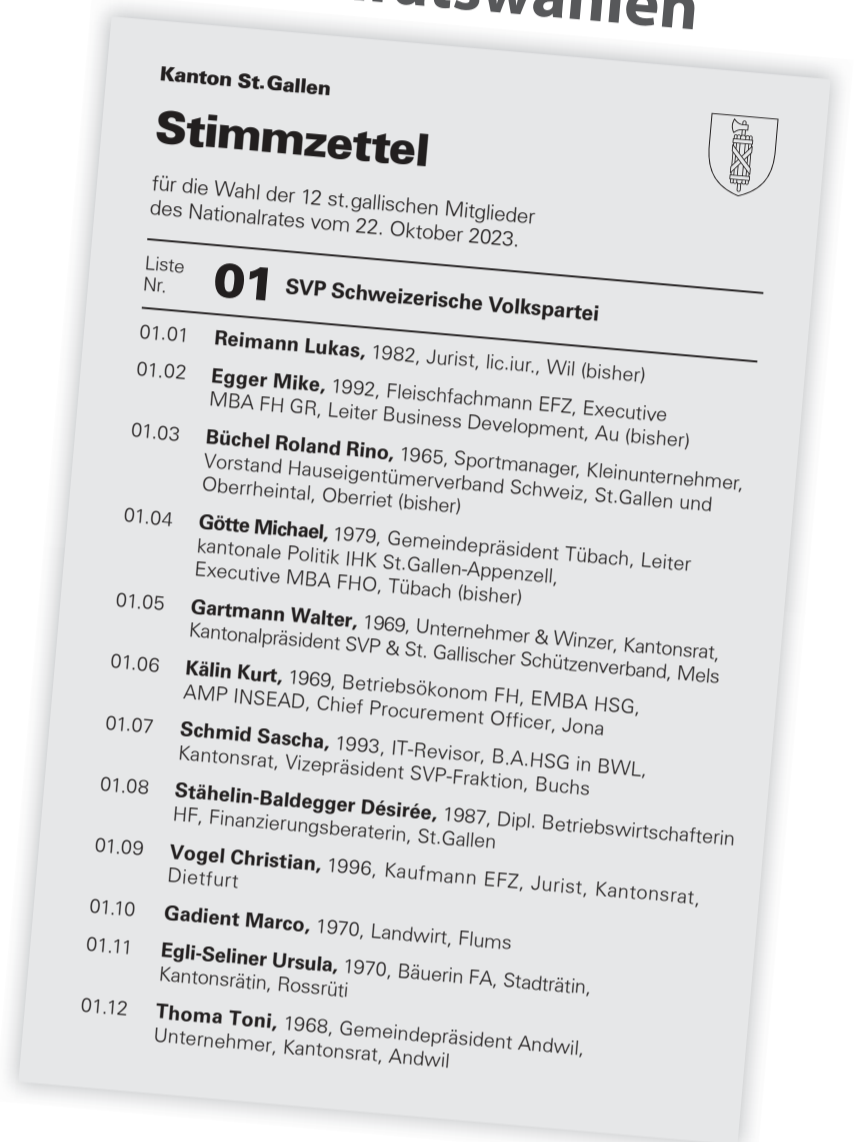 Kanton St.Gallen
Stimmzettel
für die Wahl der 12 st.gallischen Mitglieder
des Nationalrates vom 22. Oktober 2023.
Liste
Nr.
01 SVP Schweizerische Volkspartei
01.01 Reimann Lukas, 1982, Jurist, lic.iur., Wil (bisher)
01.02 Egger Mike, 1992, Fleischfachmann EFZ, Executive
MBA FH GR, Leiter Business Development, Au (bisher)
01.03 Büchel Roland Rino, 1965, Sportmanager, Kleinunternehmer,
Vorstand Hauseigentümerverband Schweiz, St.Gallen und
Oberrheintal, Oberriet (bisher)
01.04 Götte Michael, 1979, Gemeindepräsident Tübach, Leiter
kantonale Politik IHK St.Gallen-Appenzell,
Executive MBA FHO, Tübach (bisher)
01.05 Gartmann Walter, 1969, Unternehmer & Winzer, Kantonsrat,
Kantonalpräsident SVP & St. Gallischer Schützenverband, Mels
01.06 Kälin Kurt, 1969, Betriebsökonom FH, EMBA HSG,
AMP INSEAD, Chief Procurement Officer, Jona
01.07 Schmid Sascha, 1993, IT-Revisor, B.A.HSG in BWL,
Kantonsrat, Vizepräsident SVP-Fraktion, Buchs
01.08 Stähelin-Baldegger Désirée, 1987, Dipl. Betriebswirtschafterin
HF, Finanzierungsberaterin, St.Gallen
01.09 Vogel Christian, 1996, Kaufmann EFZ, Jurist, Kantonsrat,
Dietfurt
01.10 Gadient Marco, 1970, Landwirt, Flums
01.11 Egli-Seliner Ursula, 1970, Bäuerin FA, Stadträtin,
Kantonsrätin, Rossrüti
01.12 Thoma Toni, 1968, Gemeindepräsident Andwil,
Unternehmer, Kantonsrat, Andwil